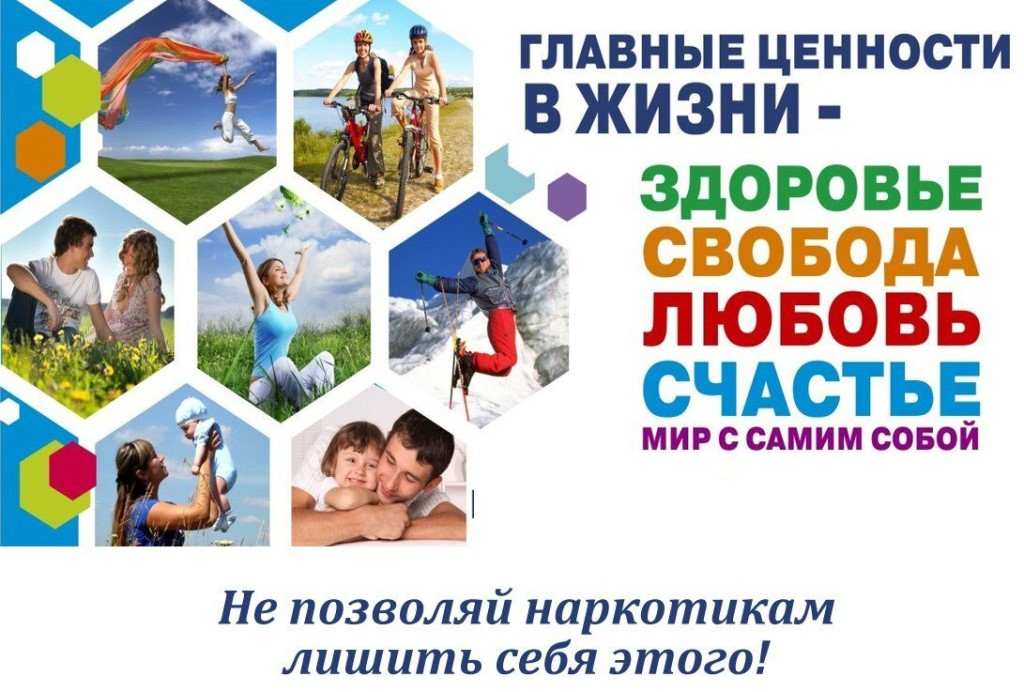 ГЛАВНЫЕ ЦЕННОСТИ
В ЖИЗНИ -
ЗДОРОВЬЕ
СВОБОДА
ЛЮБОВЬ
СЧАСТЬЕ
МИР С САМИМ СОБОЙ
Не позволяй наркотикам
лишить себя этого!